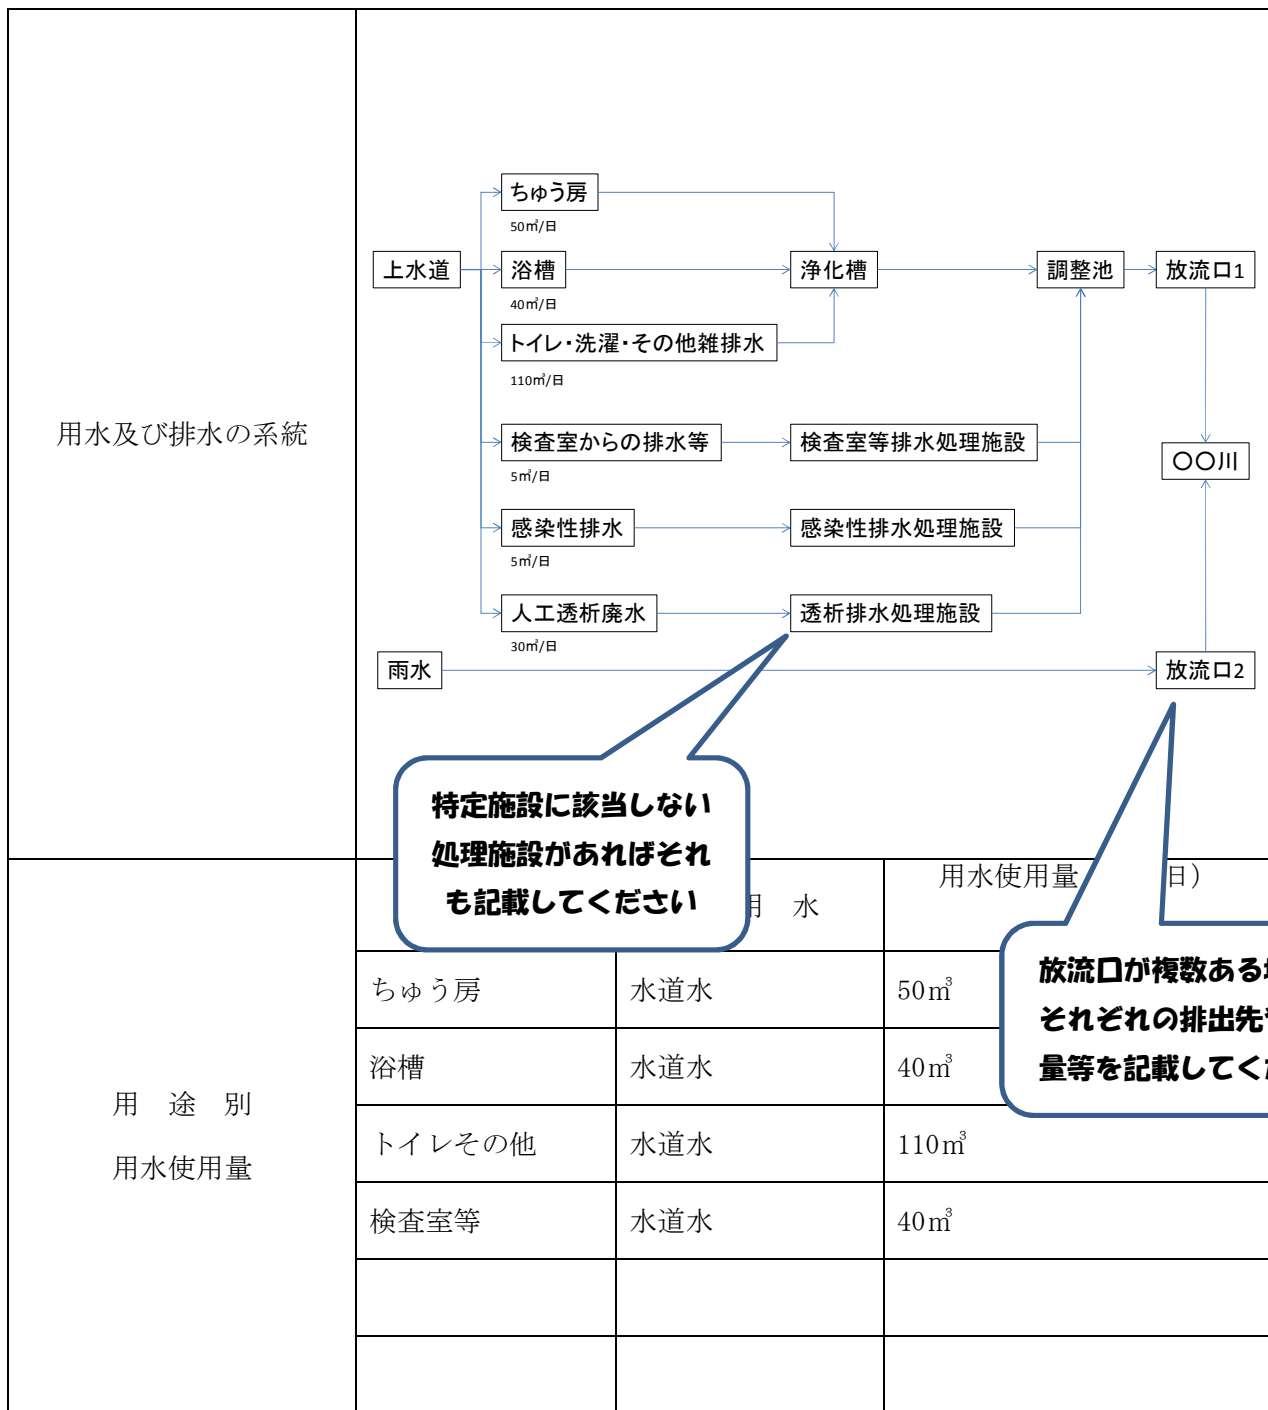 用水及び排水の系統
ちゅう房
50㎥/日
上水道
浴槽
浄化槽
調整池
放流口1
40㎥/日
トイレ・洗濯・その他雑排水
110㎥/日
検査室からの排水等
検査室等排水処理施設
〇〇川
5㎥/日
感染性排水
感染性排水処理施設
5㎥/日
人工透析廃水
透析排水処理施設
30㎥/日
雨水
放流口2
特定施設に該当しない
処理施設があればそれ
も記載してください
放流口が複数ある
それぞれの排出先
量等を記載してく
用途別
用水使用量
用水
用水使用量 日）
ちゅう房 水道水 50㎥
浴槽 水道水 40㎥
トイレその他 水道水 110㎥
検査室等 水道水 40㎥